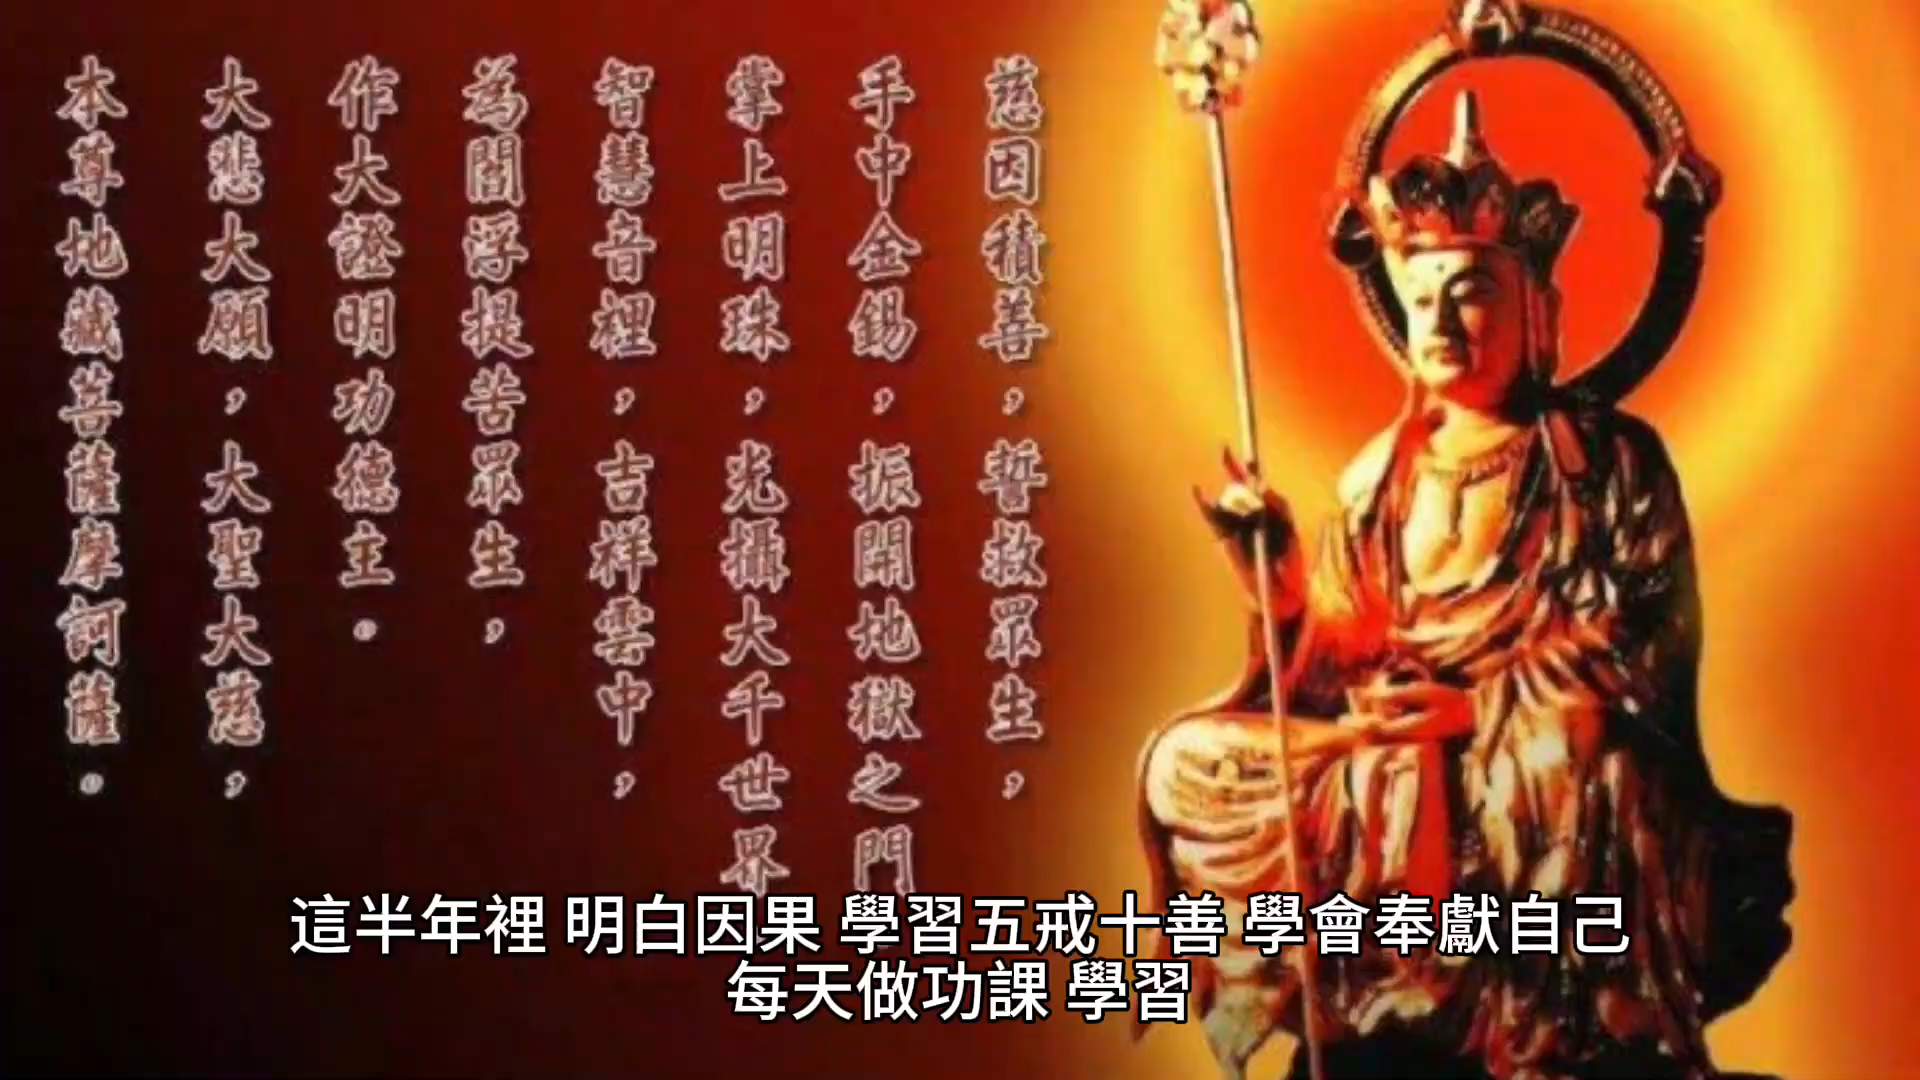 慈因積善，誓救眾生，
手中金錫，振開地獄之門
掌上明珠，光攝大千世界
智慧音裡，吉祥雲中，
為閻浮提苦眾生，
作大證明功德主。
大悲大願，大聖大慈，
本尊地藏菩薩摩訶薩。
這半年裡 明白因果 學習五戒十善 學會奉獻自己
每天做功課 學習